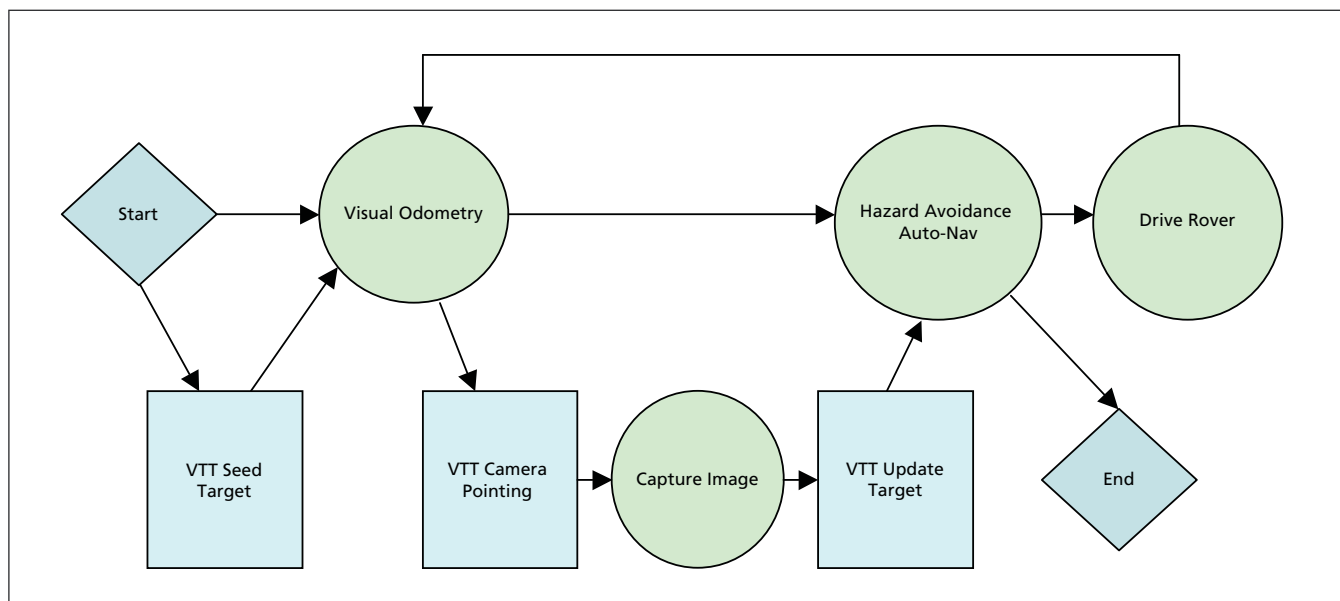 Start
Visual Odometry
Hazard Avoidance
Auto-Nav
Drive Rover
VTT Seed
Target
VTT Camera
Pointing
Capture Image
VTT Update
Target
End